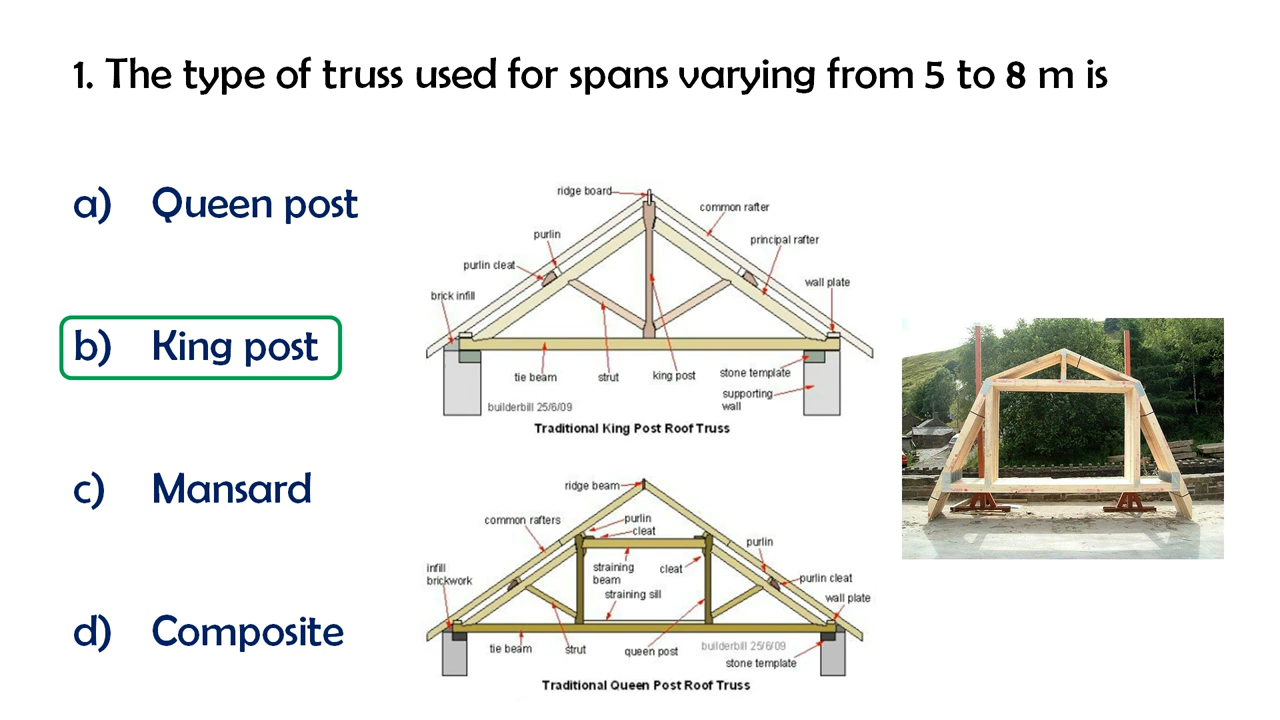 1. The type of truss used for spans varying from 5 to 8 m is
a) Queen post
b) King post
c) Mansard
d) Composite
ridge board
common rafter
purlin
principal rafter
purlin cleat
wall plate
brick infill
tie beam
strut
king post
stone template
supporting
wall
builderbill 25/6/09
Traditional King Post Roof Truss
ridge beam
common rafters
purlin
cleat
purlin
infill
brickwork
straining
beam
cleat
purlin cleat
straining sill
wall plate
tie beam
strut
queen post
builderbill 25/6/09
stone template
Traditional Queen Post Roof Truss